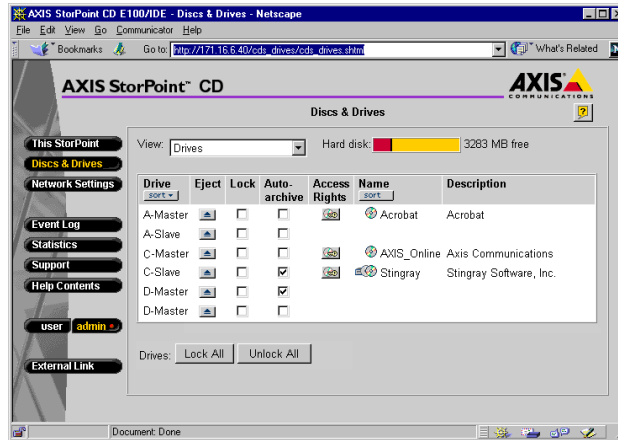 AXIS StorPoint CD E100/IDE - Discs & Drives - Netscape
File Edit View Go Communicator Help
Bookmarks Go to: http://171.16.6.40/cds_drives/cds_drives.shtm What's Related
AXIS StorPoint™ CD
AXIS
COMMUNICATIONS
Discs & Drives
?
This StorPoint
Discs & Drives
Network Settings
Event Log
Statistics
Support
Help Contents
user admin
External Link
View: Drives Hard disk: 3283 MB free
Drive Eject Lock Auto-archive Access Rights Name Description
sort sort
A-Master Acrobat Acrobat
A-Slave
C-Master AXIS_Online Axis Communications
C-Slave Stingray Stingray Software, Inc.
D-Master
D-Master
Drives: Lock All Unlock All
Document: Done